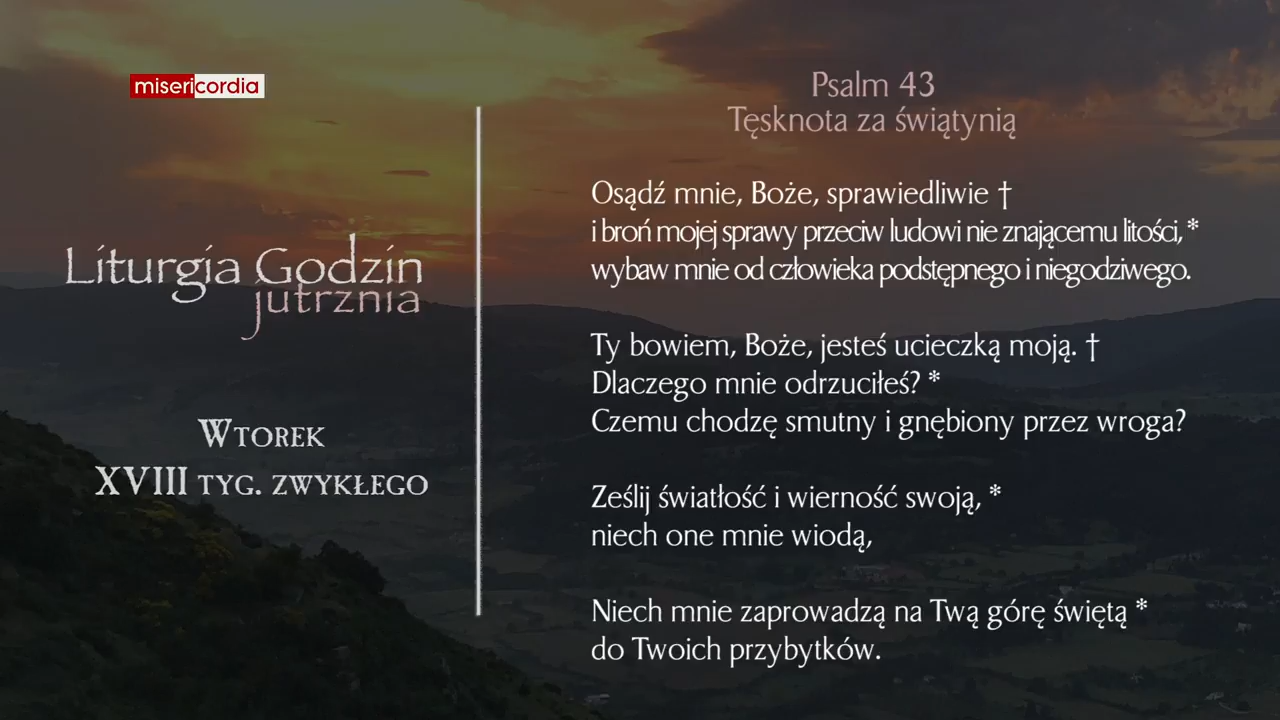 misericordia
Liturgia Godzin
jutrznia
Wtorek
XVIII tyg. zwykłego
Psalm 43
Tęsknota za świątynią
Osądź mnie, Boże, sprawiedliwie †
i broń mojej sprawy przeciw ludowi nie znającemu litości, *
wybaw mnie od człowieka podstępnego i niegodziwego.
Ty bowiem, Boże, jesteś ucieczką moją. †
Dlaczego mnie odrzuciłeś? *
Czemu chodzę smutny i gnębiony przez wroga?
Ześlij światłość i wierność swoją, *
niech one mnie wiodą,
Niech mnie zaprowadzą na Twą górę świętą *
do Twoich przybytków.